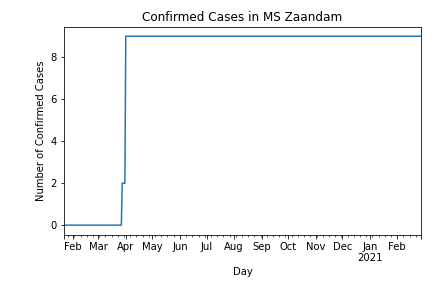 Confirmed Cases in MS Zaandam
Number of Confirmed Cases
8
6
4
2
0
Feb Mar Apr May Jun Jul Aug Sep Oct Nov Dec Jan Feb
2021
Day